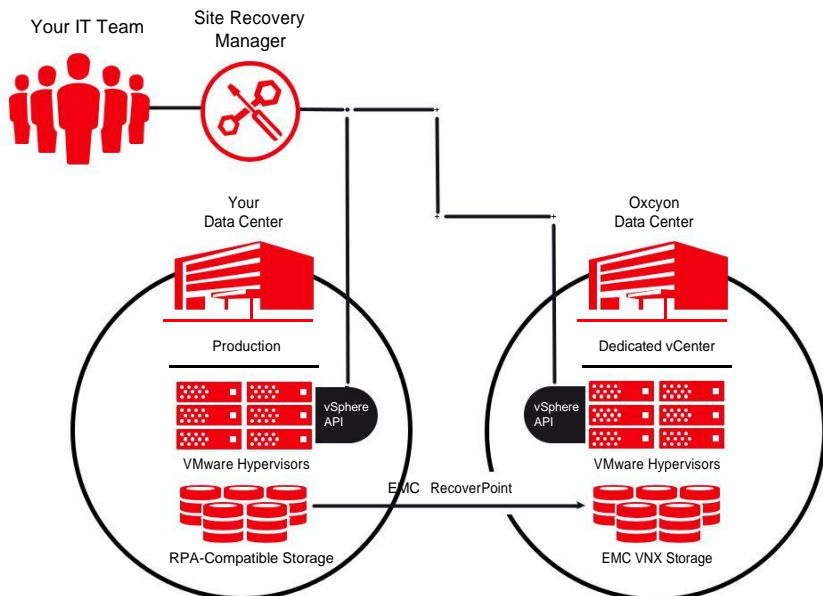 Your IT Team
Site Recovery
Manager
Your
Data Center
Oxcyon
Data Center
Production
Dedicated vCenter
vSphere
API
vSphere
API
VMware Hypervisors
VMware Hypervisors
EMC RecoverPoint
RPA-Compatible Storage
EMC VNX Storage